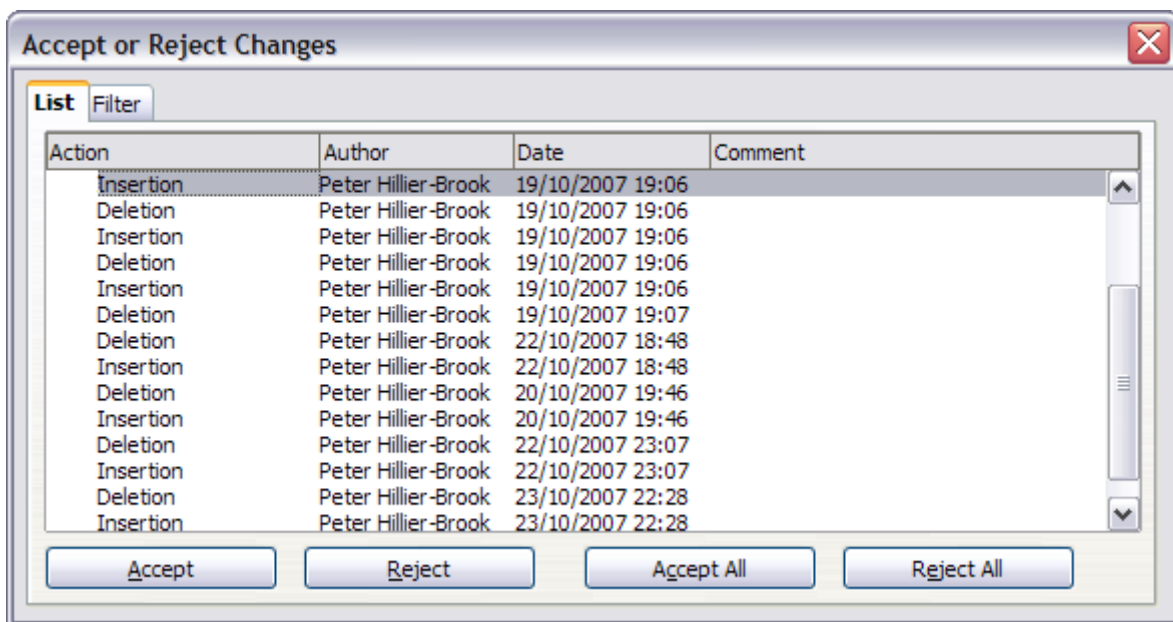 Accept or Reject Changes
List Filter
Action Author Date Comment
Insertion Peter Hillier-Brook 19/10/2007 19:06
Deletion Peter Hillier-Brook 19/10/2007 19:06
Insertion Peter Hillier-Brook 19/10/2007 19:06
Deletion Peter Hillier-Brook 19/10/2007 19:06
Insertion Peter Hillier-Brook 19/10/2007 19:06
Deletion Peter Hillier-Brook 19/10/2007 19:07
Deletion Peter Hillier-Brook 22/10/2007 18:48
Insertion Peter Hillier-Brook 22/10/2007 18:48
Deletion Peter Hillier-Brook 20/10/2007 19:46
Insertion Peter Hillier-Brook 20/10/2007 19:46
Deletion Peter Hillier-Brook 22/10/2007 23:07
Insertion Peter Hillier-Brook 22/10/2007 23:07
Deletion Peter Hillier-Brook 23/10/2007 22:28
Insertion Peter Hillier-Brook 23/10/2007 22:28
Accept Reject Accept All Reject All